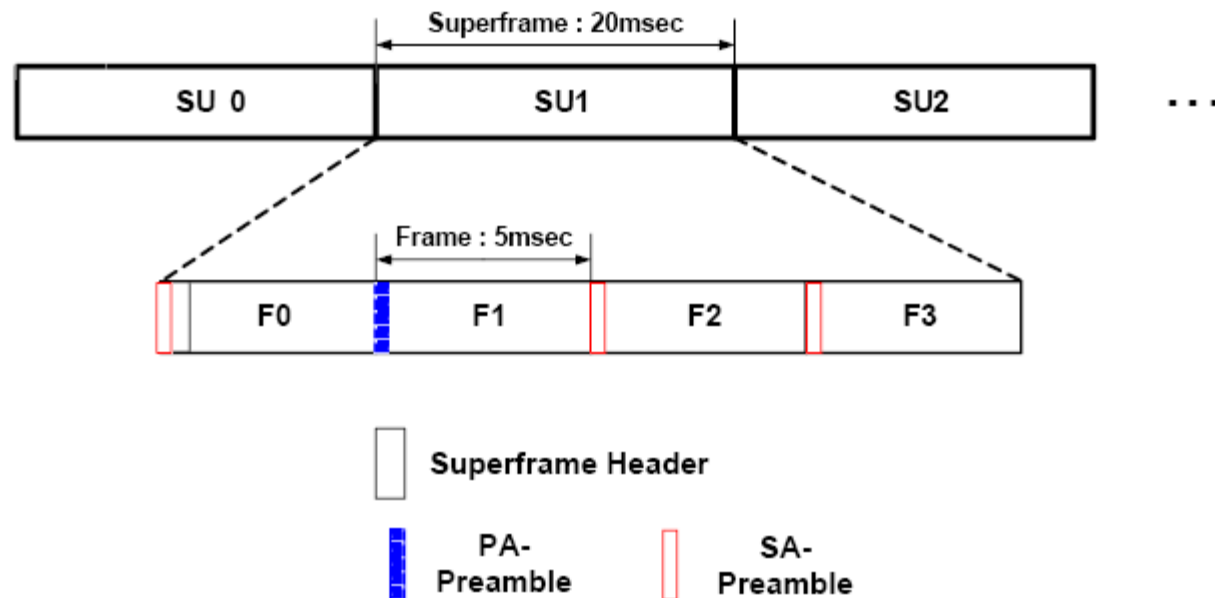 Superframe : 20msec
SU 0
SU1
SU2
...
Frame : 5msec
F0
F1
F2
F3
Superframe Header
PA-
Preamble
SA-
Preamble